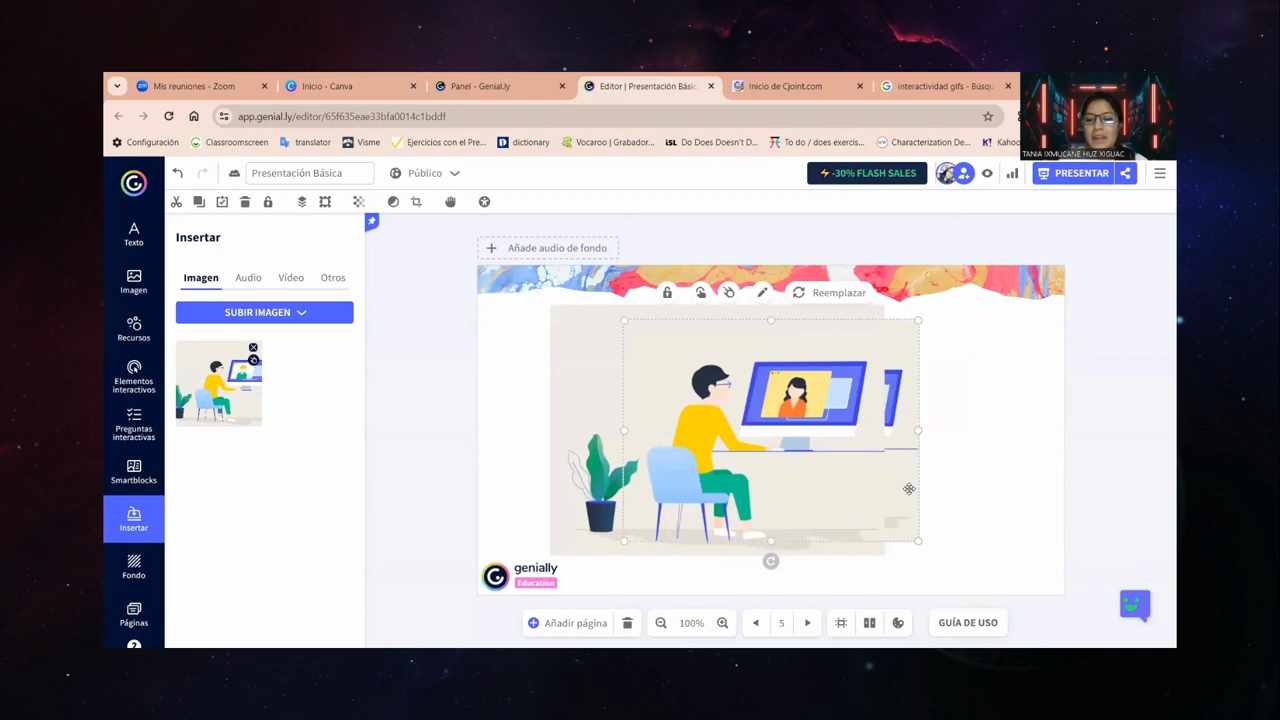 Mis reuniones - Zoom
Inicio - Canva
Panel - Genial.ly
Editor | Presentación Básic
Inicio de Cjoint.com
interactividad gifs - Búsqu
app.genial.ly/editor/65f635eae33bfa0014c1bddf
Configuración
Classroomscreen
translator
Visme
Ejercicios con el Pre...
dictionary
Vocaroo | Grabador...
iSL
Do Does Doesn't D...
To do / does exercis...
Characterization De...
Kahoo
TANIA IXMUCANE HUZ XIGUAC
Presentación Básica
Público
-30% FLASH SALES
PRESENTAR
Texto
Imagen
Recursos
Elementos
interactivos
Preguntas
interactivas
Smartblocks
Insertar
Fondo
Páginas
Insertar
Imagen
Audio
Vídeo
Otros
SUBIR IMAGEN
Añade audio de fondo
Reemplazar
genially
Education
Añadir página
100%
5
GUÍA DE USO